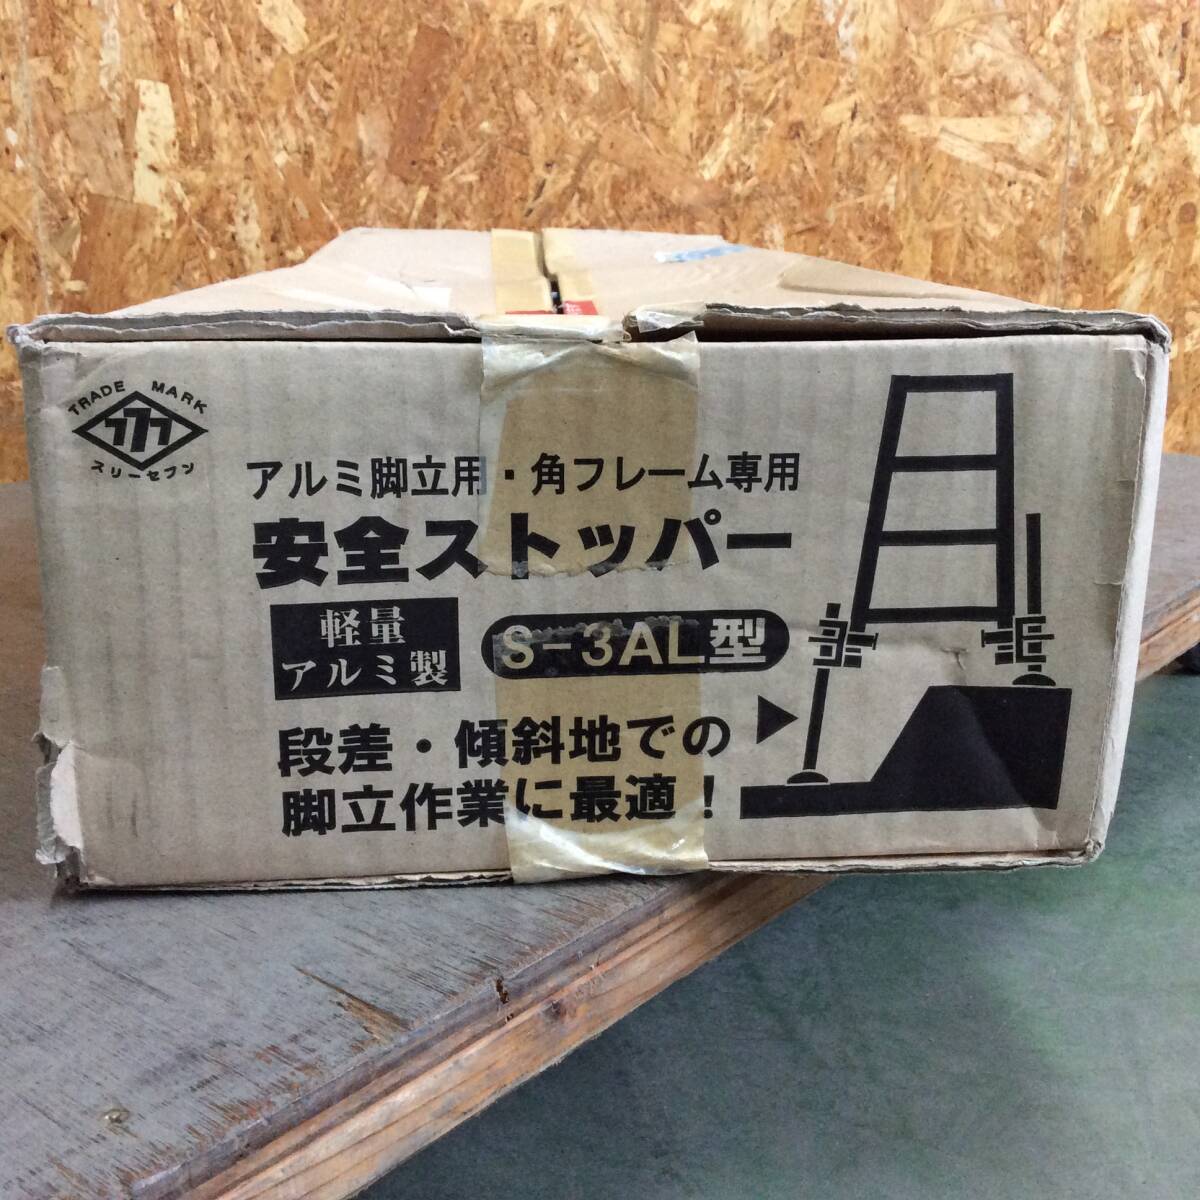 TRADE MARK
777
スリーセブン
アルミ脚立用・角フレーム専用
安全ストッパー
軽量
アルミ製
S-3AL型
段差・傾斜地での
脚立作業に最適！